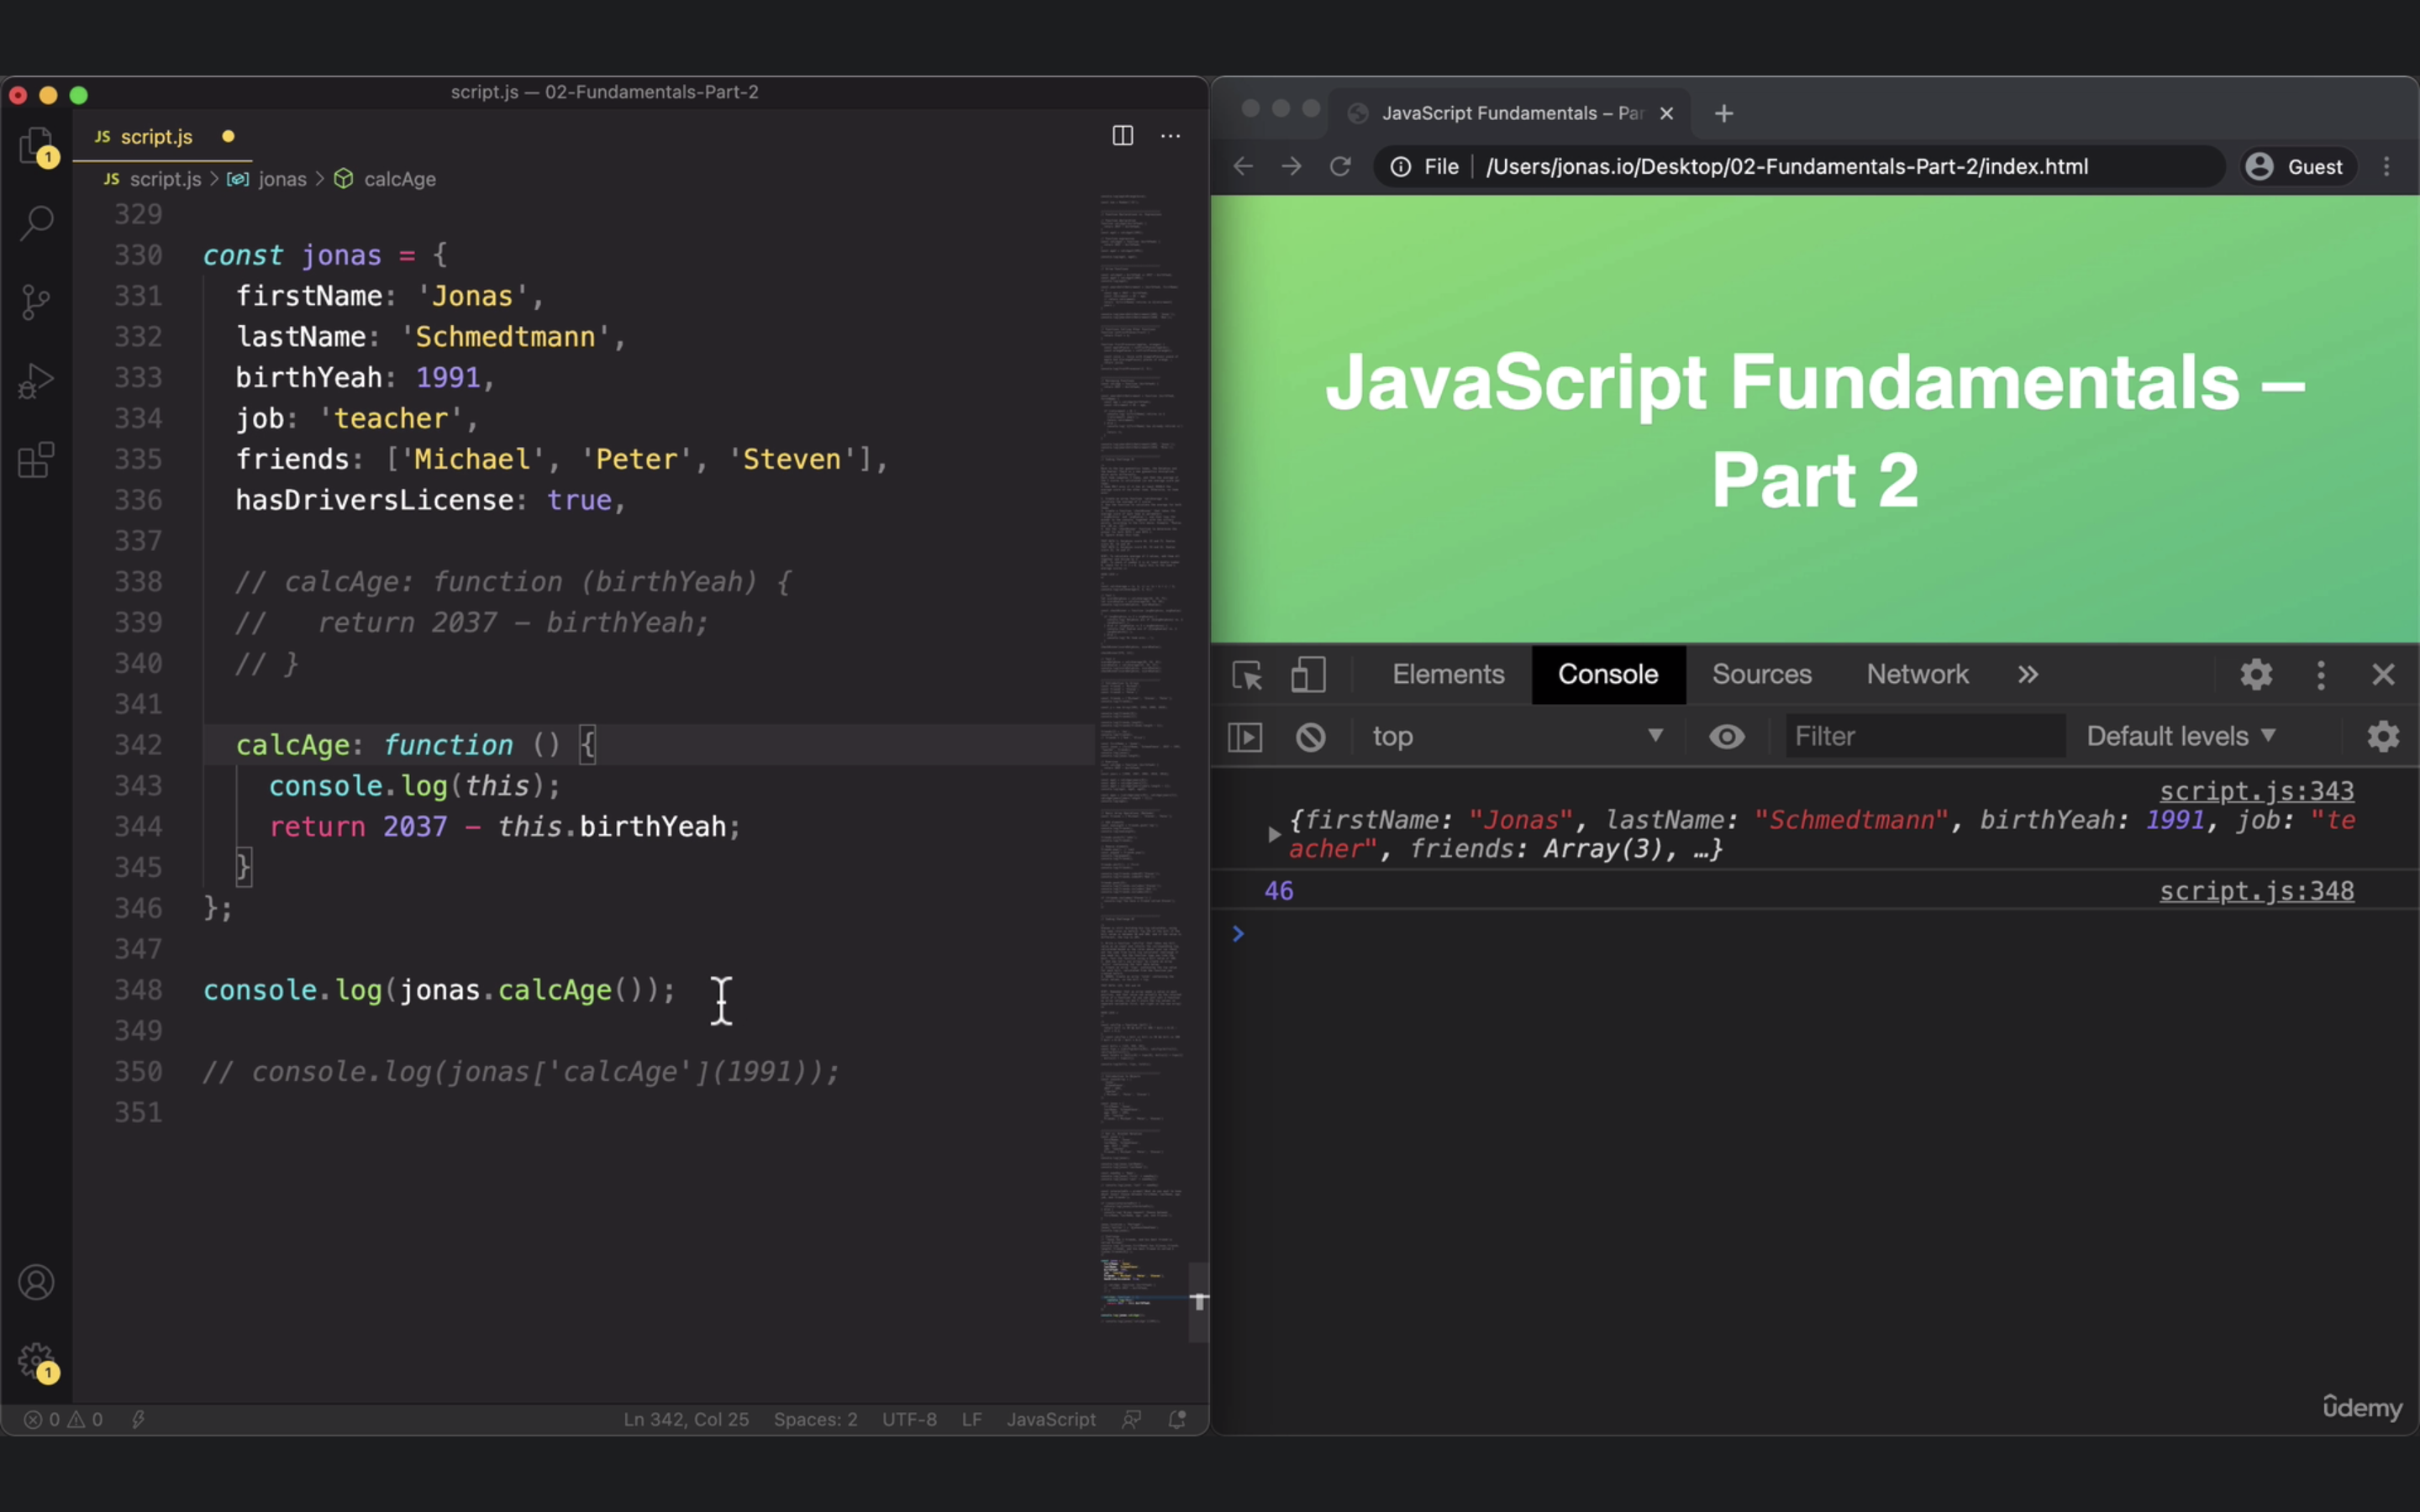 script.js — 02-Fundamentals-Part-2
JS script.js
JS script.js > jonas > calcAge
329
330 const jonas = {
331 firstName: 'Jonas',
332 lastName: 'Schmedtmann',
333 birthYeah: 1991,
334 job: 'teacher',
335 friends: ['Michael', 'Peter', 'Steven'],
336 hasDriversLicense: true,
337
338 // calcAge: function (birthYeah) {
339 //   return 2037 - birthYeah;
340 // }
341
342 calcAge: function () {
343 console.log(this);
344 return 2037 - this.birthYeah;
345 }
346 };
347
348 console.log(jonas.calcAge());
349
350 // console.log(jonas['calcAge'](1991));
351
1
1
0 0
Ln 342, Col 25 Spaces: 2 UTF-8 LF JavaScript
JavaScript Fundamentals – Par
File /Users/jonas.io/Desktop/02-Fundamentals-Part-2/index.html Guest
JavaScript Fundamentals –
Part 2
Elements Console Sources Network »
top Filter Default levels
script.js:343
{firstName: "Jonas", lastName: "Schmedtmann", birthYeah: 1991, job: "te
acher", friends: Array(3), …}
46 script.js:348
>
ûdemy